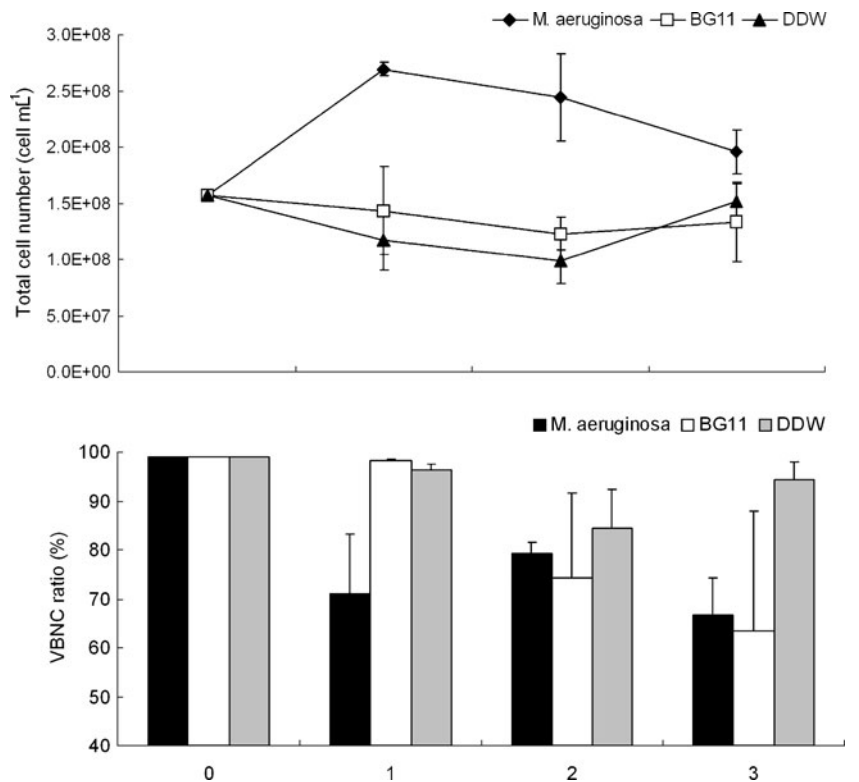 M. aeruginosa BG11 DDW
3.0E+08
2.5E+08
2.0E+08
1.5E+08
1.0E+08
5.0E+07
0.0E+00
Total cell number (cell mL¹)
M. aeruginosa BG11 DDW
100
90
80
70
60
50
40
VBNC ratio (%)
0 1 2 3